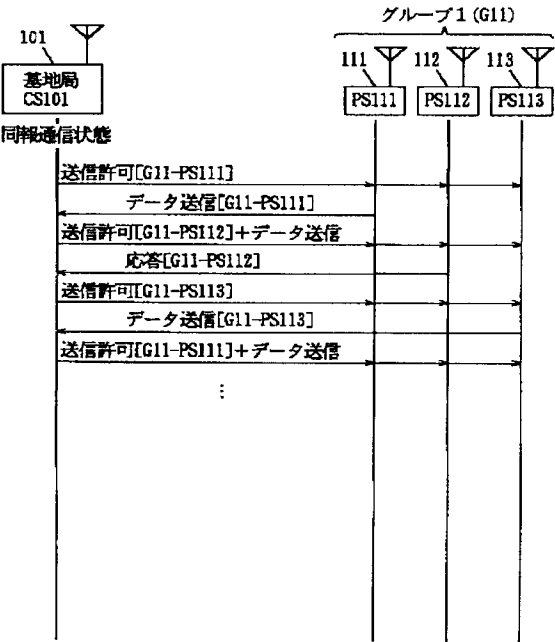 グループ1(G11)
101
111
112
113
基地局
CS101
PS111
PS112
PS113
同報通信状態
送信許可[G11-PS111]
データ送信[G11-PS111]
送信許可[G11-PS112]+データ送信
応答[G11-PS112]
送信許可[G11-PS113]
データ送信[G11-PS113]
送信許可[G11-PS111]+データ送信
⋮